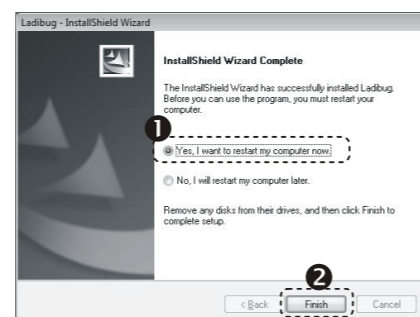 Ladibug - InstallShield Wizard
InstallShield Wizard Complete
The InstallShield Wizard has successfully installed Ladibug.
Before you can use the program, you must restart your
computer.
1
Yes, I want to restart my computer now.
No, I will restart my computer later.
Remove any disks from their drives, and then click Finish to
complete setup.
2
< Back
Finish
Cancel